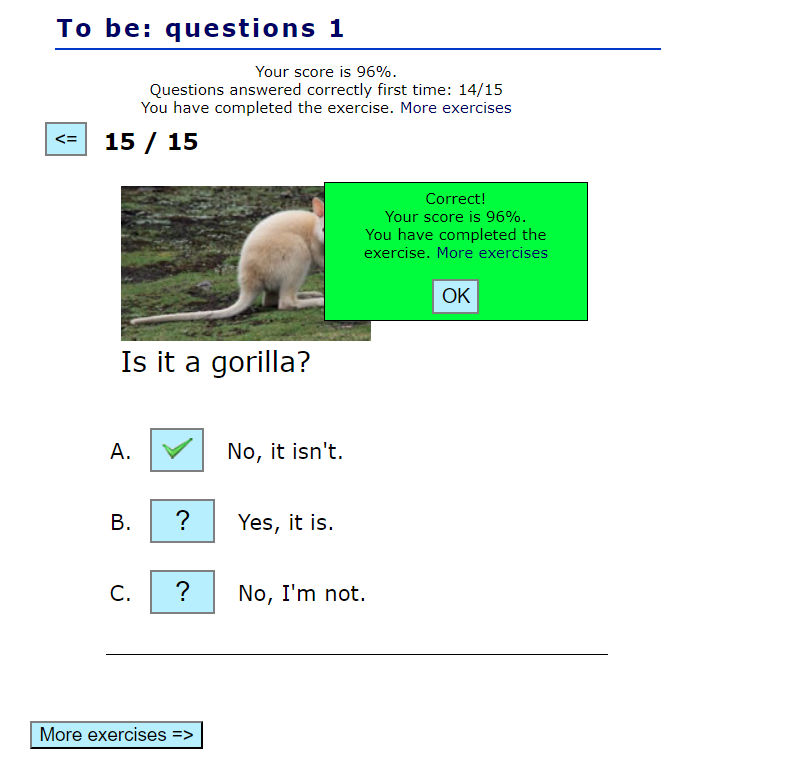 To be: questions 1
Your score is 96%.
Questions answered correctly first time: 14/15
You have completed the exercise. More exercises
<= 15 / 15
Correct!
Your score is 96%.
You have completed the
exercise. More exercises
OK
Is it a gorilla?
A. No, it isn't.
B. ? Yes, it is.
C. ? No, I'm not.
More exercises =>